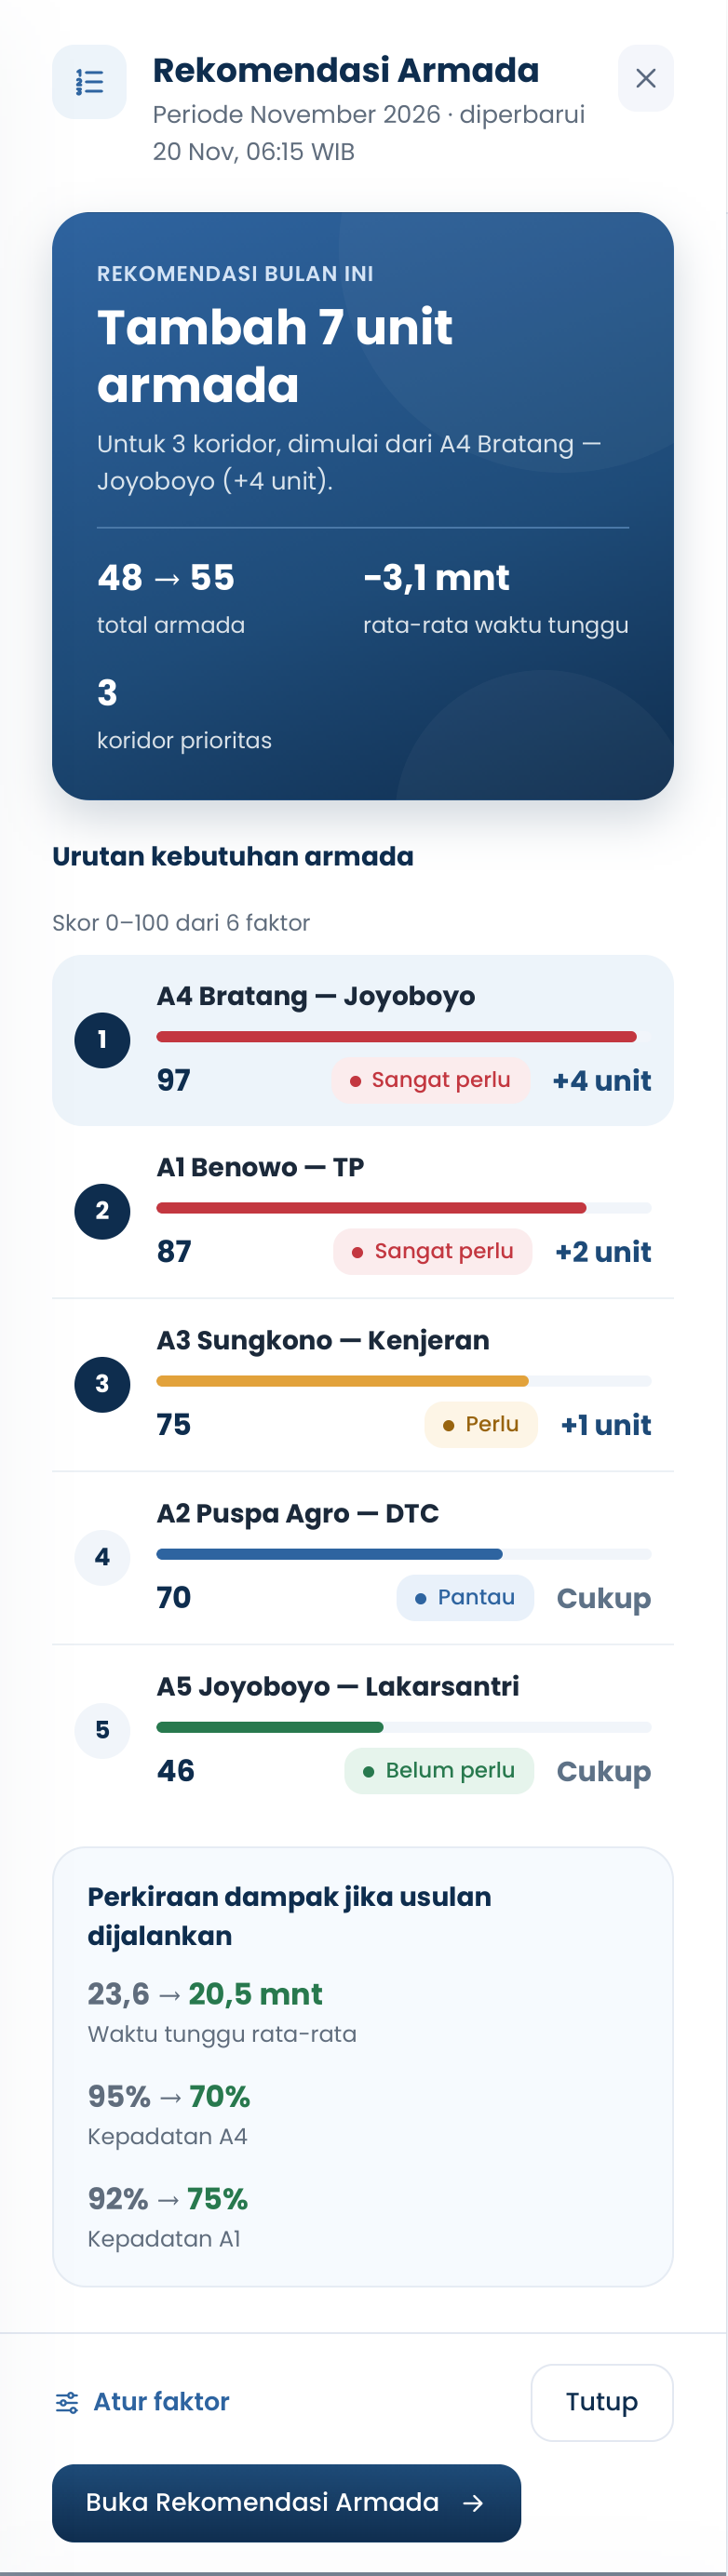 Rekomendasi Armada
Periode November 2026 · diperbarui
20 Nov, 06:15 WIB
REKOMENDASI BULAN INI
Tambah 7 unit
armada
Untuk 3 koridor, dimulai dari A4 Bratang —
Joyoboyo (+4 unit).
48 → 55
total armada
−3,1 mnt
rata-rata waktu tunggu
3
koridor prioritas
Urutan kebutuhan armada
Skor 0–100 dari 6 faktor
1
A4 Bratang — Joyoboyo
97 Sangat perlu +4 unit
2
A1 Benowo — TP
87 Sangat perlu +2 unit
3
A3 Sungkono — Kenjeran
75 Perlu +1 unit
4
A2 Puspa Agro — DTC
70 Pantau Cukup
5
A5 Joyoboyo — Lakarsantri
46 Belum perlu Cukup
Perkiraan dampak jika usulan
dijalankan
23,6 → 20,5 mnt
Waktu tunggu rata-rata
95% → 70%
Kepadatan A4
92% → 75%
Kepadatan A1
Atur faktor
Tutup
Buka Rekomendasi Armada →